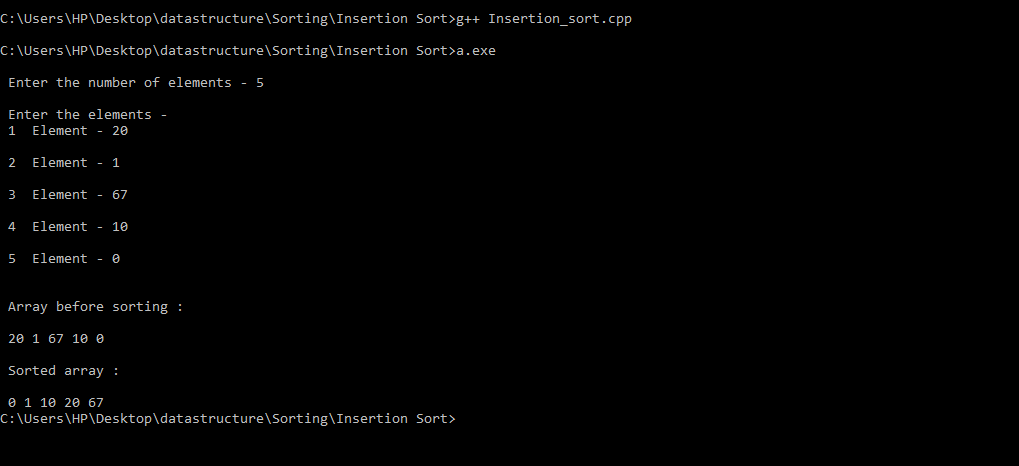 C:\Users\HP\Desktop\datastructure\Sorting\Insertion Sort>g++ Insertion_sort.cpp
C:\Users\HP\Desktop\datastructure\Sorting\Insertion Sort>a.exe
Enter the number of elements - 5
Enter the elements -
1  Element - 20
2  Element - 1
3  Element - 67
4  Element - 10
5  Element - 0
Array before sorting :
20 1 67 10 0
Sorted array :
0 1 10 20 67
C:\Users\HP\Desktop\datastructure\Sorting\Insertion Sort>